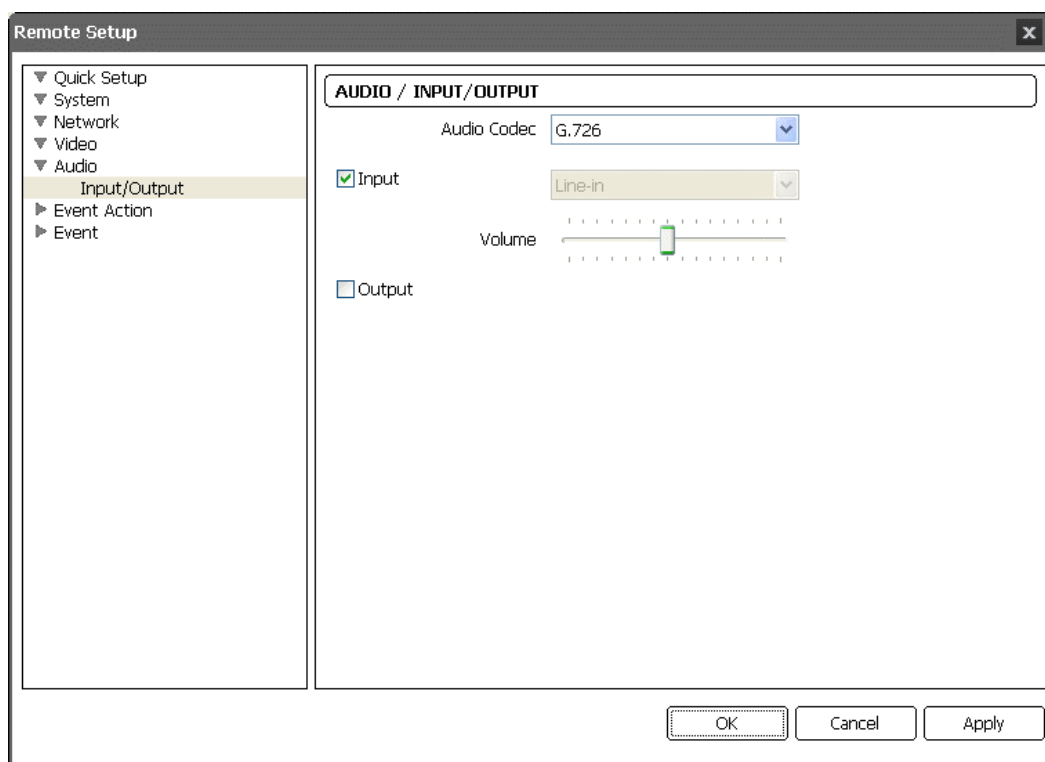 Remote Setup
Quick Setup
System
Network
Video
Audio
Input/Output
Event Action
Event
AUDIO / INPUT/OUTPUT
Audio Codec G.726
Input Line-in
Volume
Output
OK Cancel Apply